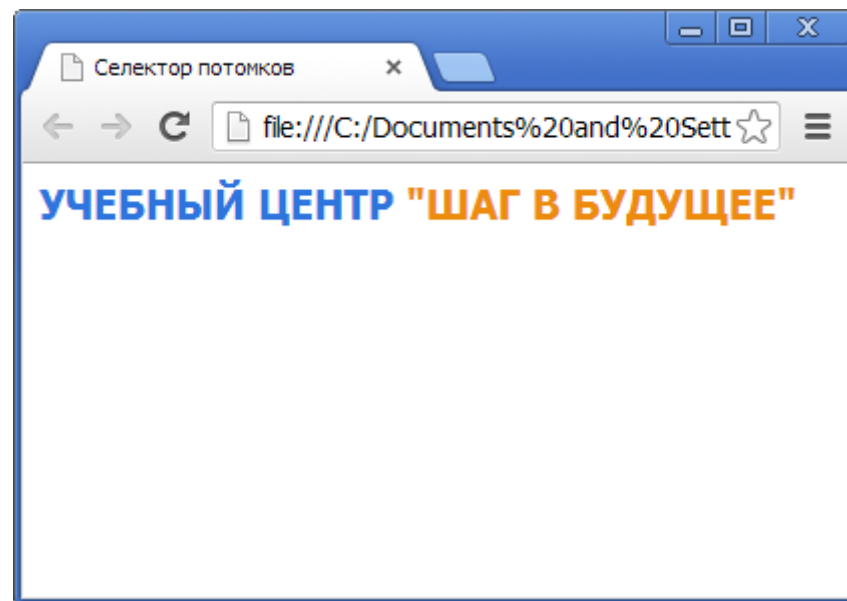 Селектор потомков
file:///C:/Documents%20and%20Sett
УЧЕБНЫЙ ЦЕНТР "ШАГ В БУДУЩЕЕ"